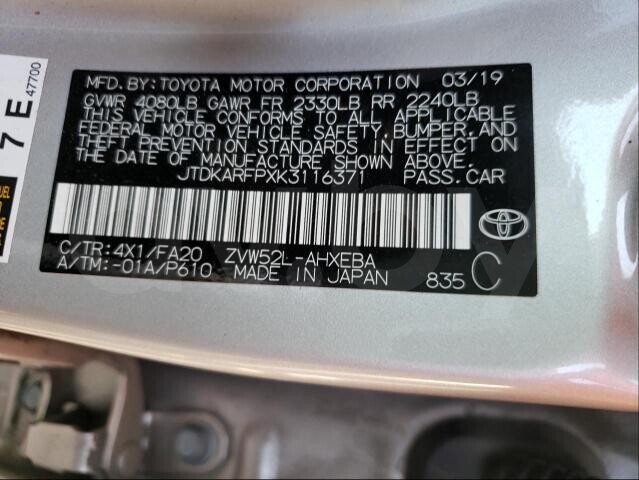 MFD. BY: TOYOTA MOTOR CORPORATION 03/19
GVWR 4080LB GAWR FR 2330LB RR 2240LB
THIS VEHICLE CONFORMS TO ALL APPLICABLE
FEDERAL MOTOR VEHICLE SAFETY, BUMPER, AND
THEFT PREVENTION STANDARDS IN EFFECT ON
THE DATE OF MANUFACTURE SHOWN ABOVE.
JTDKARFPXK3116371 PASS. CAR
C/TR: 4X1/FA20 ZVW52L-AHXEBA
A/TM: -01A/P610 MADE IN JAPAN 835 C
TOYOTA
7 E
47700